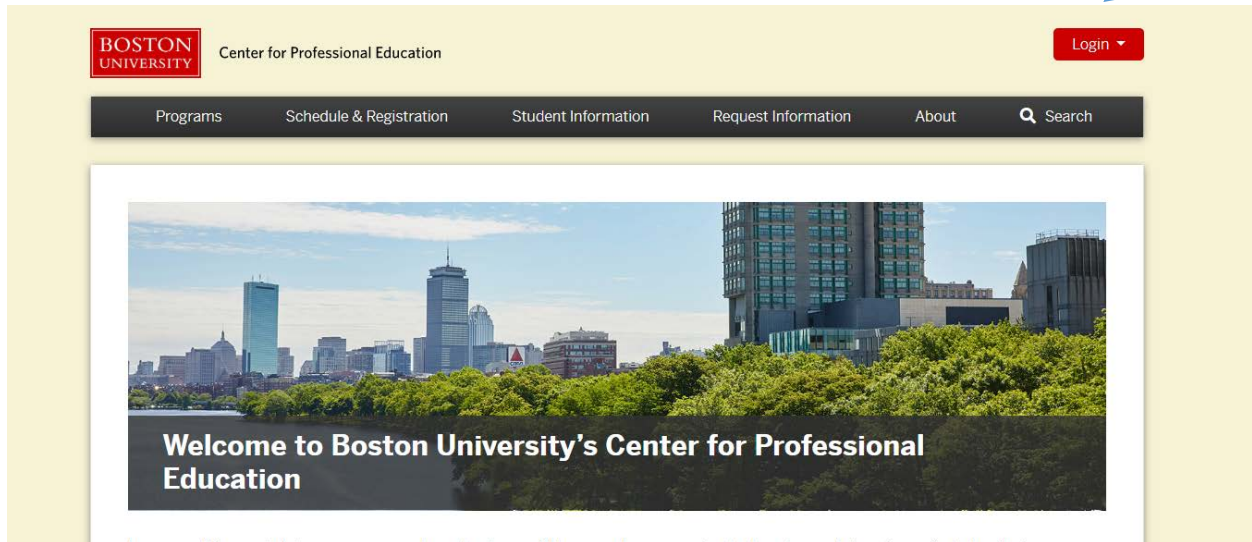 BOSTON
UNIVERSITY
Center for Professional Education
Login
Programs Schedule & Registration Student Information Request Information About Search
CITGO
Welcome to Boston University's Center for Professional
Education